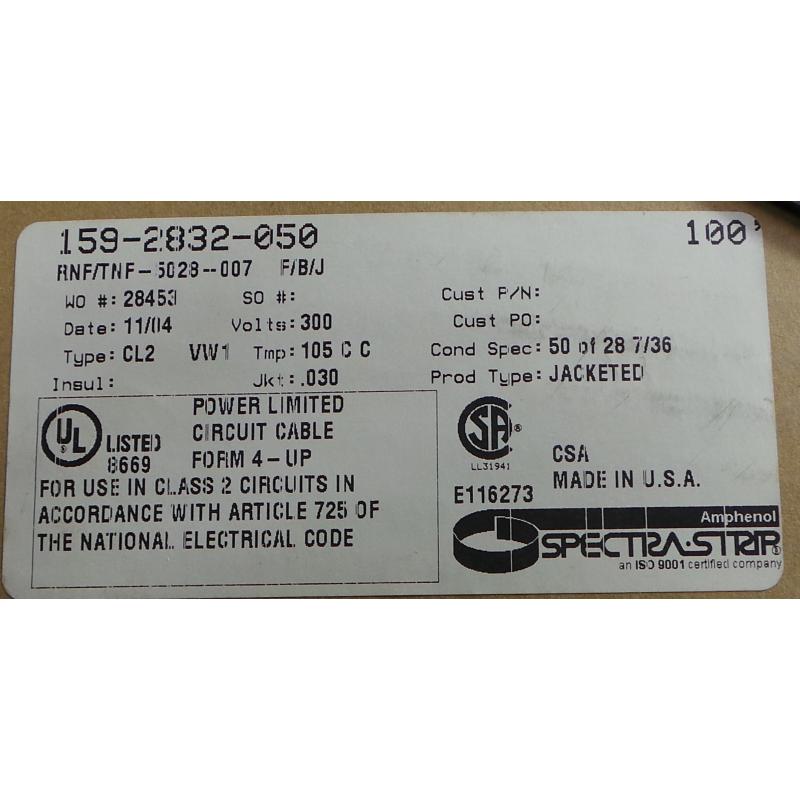 159-2832-050 100'
RNF/TNF-5028--007 F/B/J
WO #: 28453 SO #: Cust P/N:
Date: 11/04 Volts: 300 Cust PO:
Type: CL2 VW1 Tmp: 105 C C Cond Spec: 50 of 28 7/36
Insul: Jkt: .030 Prod Type: JACKETED
UL ® LISTED 8669
POWER LIMITED
CIRCUIT CABLE
FORM 4-UP
FOR USE IN CLASS 2 CIRCUITS IN
ACCORDANCE WITH ARTICLE 725 OF
THE NATIONAL ELECTRICAL CODE
SA ®
LL31941
CSA
E116273 MADE IN U.S.A.
Amphenol
SPECTRA-STRIP®
an ISO 9001 certified company